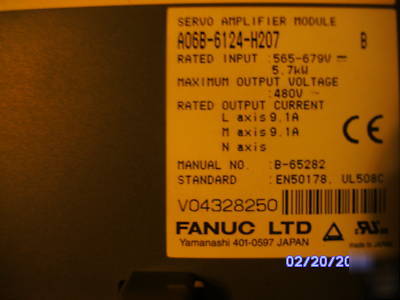 SERVO AMPLIFIER MODULE
A06B-6124-H207 B
RATED INPUT :565-679V
5.7kW
MAXIMUM OUTPUT VOLTAGE
:480V~
RATED OUTPUT CURRENT
L axis 9.1A
M axis 9.1A
N axis
CE
MANUAL NO. :B-65282
STANDARD :EN50178, UL508C
V04328250
FANUC LTD
Yamanashi 401-0597 JAPAN
made in JAPAN
02/20/20